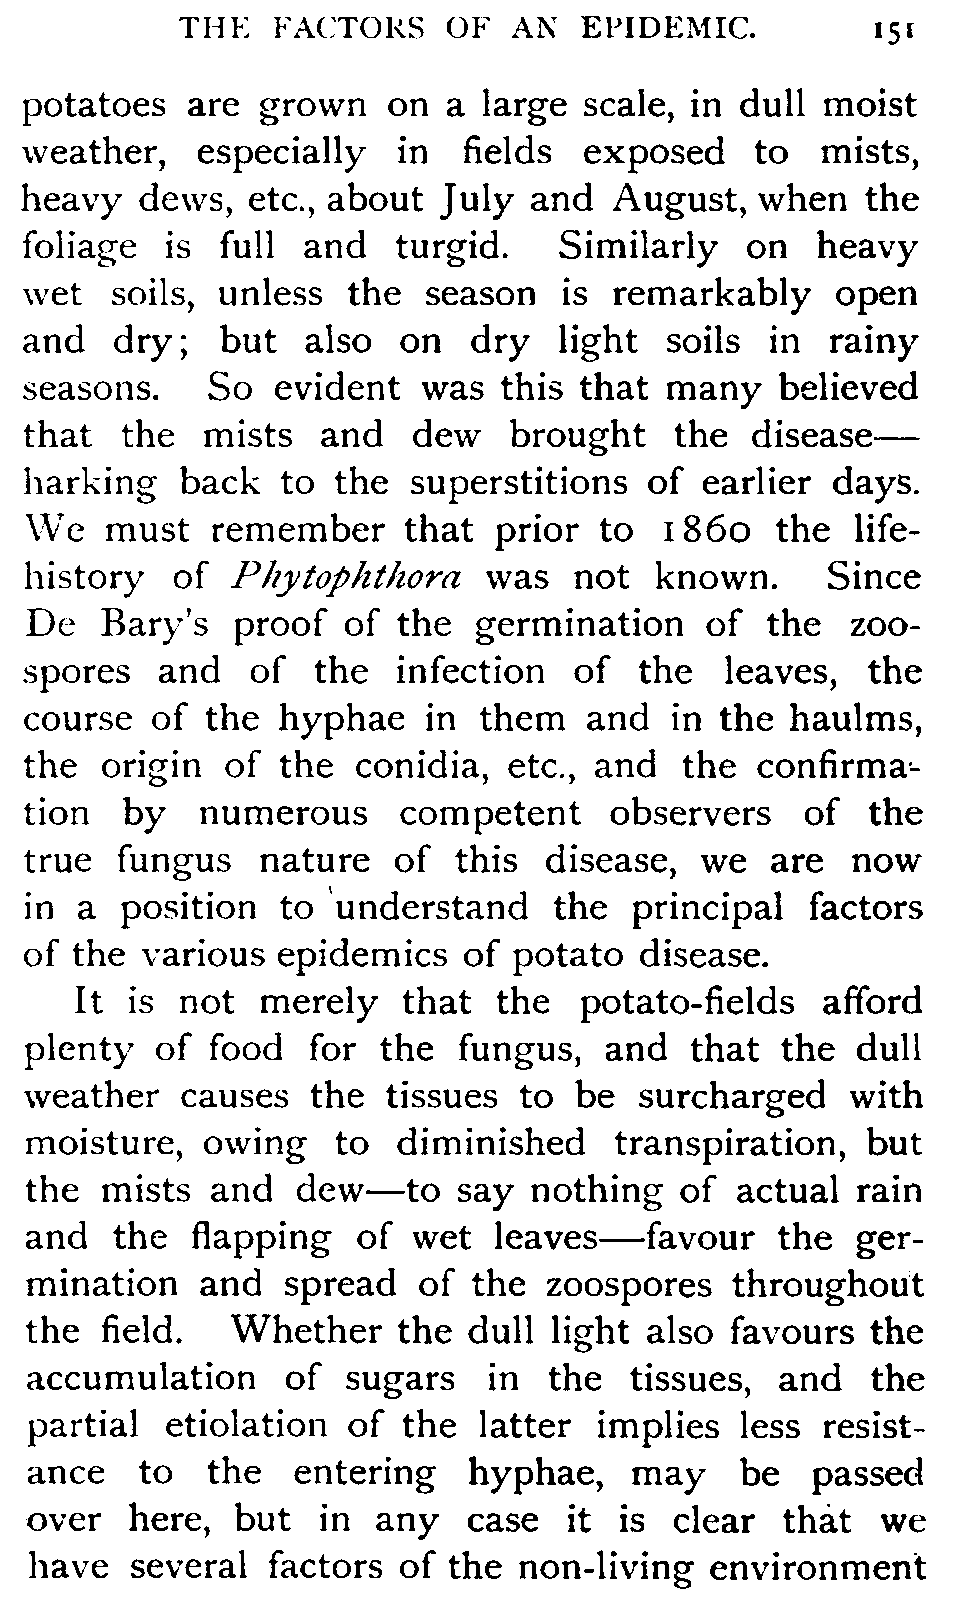 THE FACTORS OF AN EPIDEMIC. 151
potatoes are grown on a large scale, in dull moist
weather, especially in fields exposed to mists,
heavy dews, etc., about July and August, when the
foliage is full and turgid. Similarly on heavy
wet soils, unless the season is remarkably open
and dry; but also on dry light soils in rainy
seasons. So evident was this that many believed
that the mists and dew brought the disease—
harking back to the superstitions of earlier days.
We must remember that prior to 1860 the life-
history of Phytophthora was not known. Since
De Bary's proof of the germination of the zoo-
spores and of the infection of the leaves, the
course of the hyphae in them and in the haulms,
the origin of the conidia, etc., and the confirma-
tion by numerous competent observers of the
true fungus nature of this disease, we are now
in a position to understand the principal factors
of the various epidemics of potato disease.
It is not merely that the potato-fields afford
plenty of food for the fungus, and that the dull
weather causes the tissues to be surcharged with
moisture, owing to diminished transpiration, but
the mists and dew—to say nothing of actual rain
and the flapping of wet leaves—favour the ger-
mination and spread of the zoospores throughout
the field. Whether the dull light also favours the
accumulation of sugars in the tissues, and the
partial etiolation of the latter implies less resist-
ance to the entering hyphae, may be passed
over here, but in any case it is clear that we
have several factors of the non-living environment